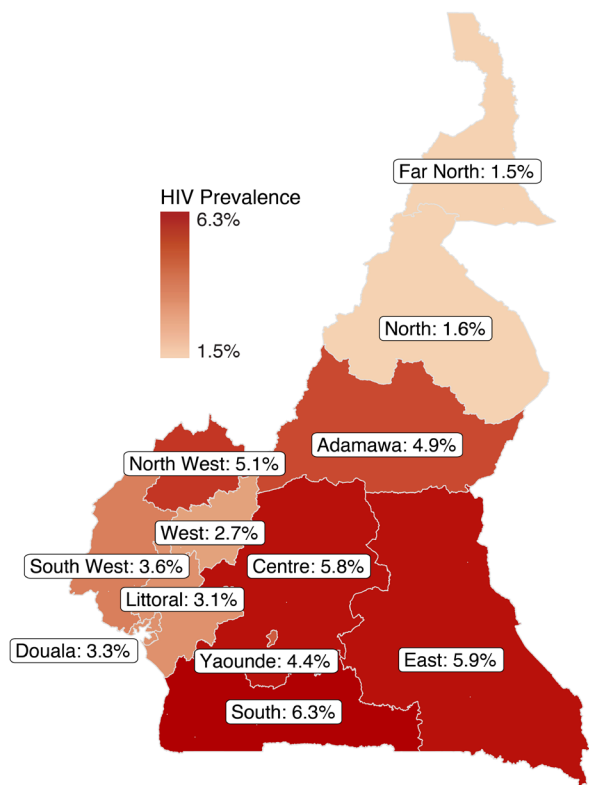 Far North: 1.5%
HIV Prevalence
6.3%
1.5%
North: 1.6%
Adamawa: 4.9%
North West: 5.1%
West: 2.7%
South West: 3.6%
Centre: 5.8%
Littoral: 3.1%
Douala: 3.3%
Yaounde: 4.4%
East: 5.9%
South: 6.3%